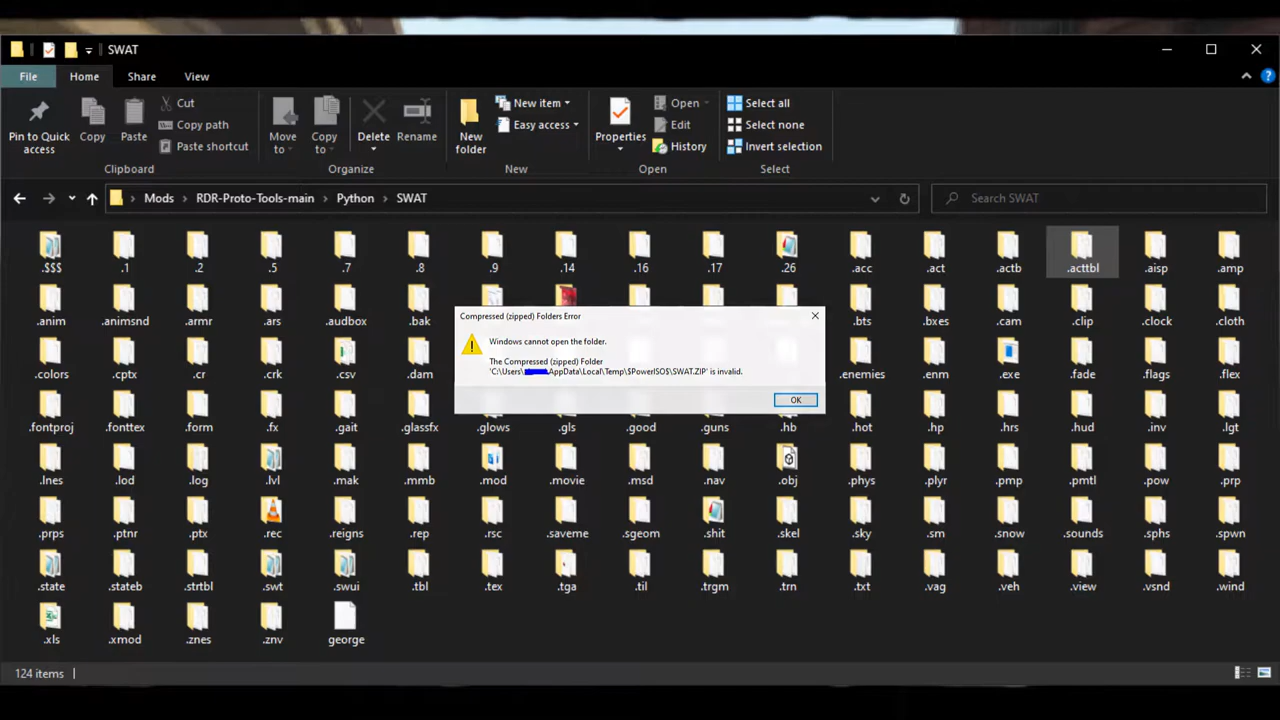 SWAT
File Home Share View
Pin to Quick access
Copy
Paste
Cut
Copy path
Paste shortcut
Clipboard
Move to
Copy to
Delete
Rename
Organize
New folder
New item
Easy access
New
Properties
Open
Edit
History
Open
Select all
Select none
Invert selection
Select
Mods > RDR-Proto-Tools-main > Python > SWAT
Search SWAT
.$$$ .1 .2 .5 .7 .8 .9 .14 .16 .17 .26 .acc .act .actb .acttbl .aisp .amp
.anim .animsnd .armr .ars .audbox .bak .bts .bxes .cam .clip .clock .cloth
Compressed (zipped) Folders Error
Windows cannot open the folder.
The Compressed (zipped) Folder
'C:\Users\ AppData\Local\Temp\$PowerISO$\SWAT.ZIP' is invalid.
OK
.colors .cptx .cr .csv .dam .enemies .enm .exe .fade .flags .flex
.fontproj .fonttex .form .fx .gait .glassfx .glows .gls .good .guns .hb .hot .hp .hrs .hud .inv .lgt
.lnes .lod .log .lvl .mak .mmb .mod .movie .msd .nav .obj .phys .plyr .pmp .pmtl .pow .prp
.prps .ptnr .ptx .rec .reigns .rep .rsc .saveme .sgeom .shit .skel .sky .sm .snow .sounds .sphs .spwn
.state .stateb .strtbl .swt .swui .tbl .tex .tga .til .trgm .trn .txt .vag .veh .view .vsnd .wind
.xls .xmod .znes .znv george
124 items